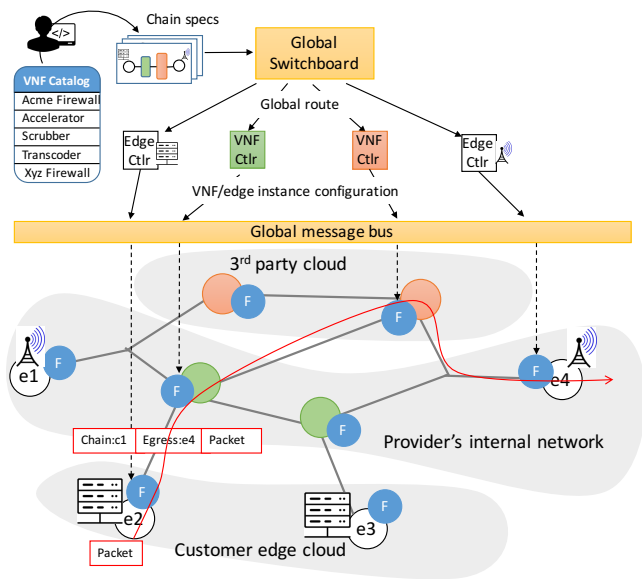 Chain specs
Global
Switchboard
VNF Catalog
Acme Firewall
Accelerator
Scrubber
Transcoder
Xyz Firewall
Global route
Edge
Ctlr
VNF
Ctlr
VNF
Ctlr
Edge
Ctlr
VNF/edge instance configuration
Global message bus
3rd party cloud
F
F
F
e1
F
F
F
e4
F
Chain:c1
Egress:e4
Packet
Provider's internal network
F
e2
F
e3
Packet
Customer edge cloud